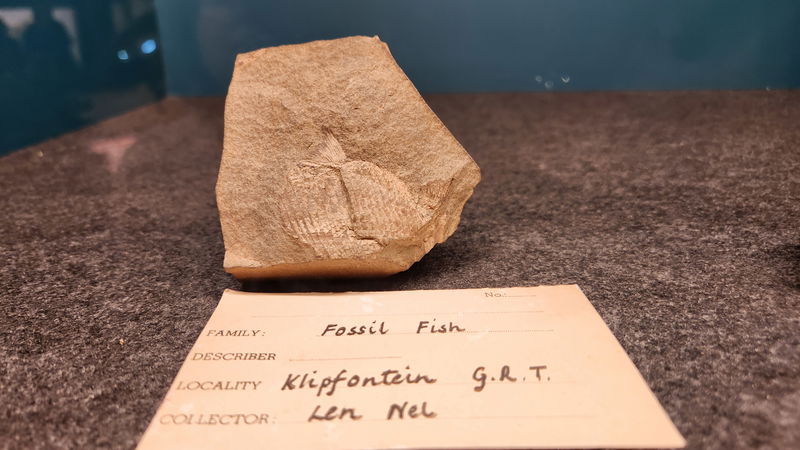 No:
FAMILY: Fossil Fish
DESCRIBER
LOCALITY Klipfontein G.R.T.
COLLECTOR: Len Nel